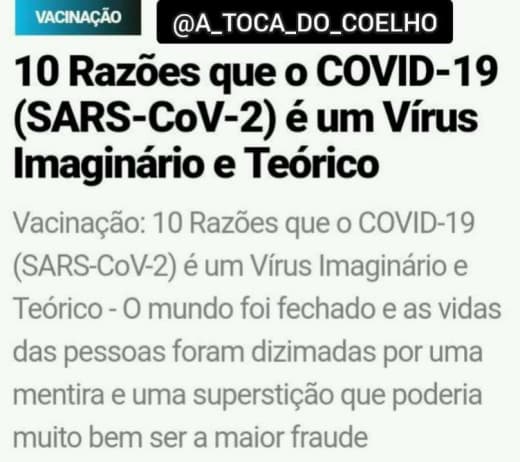 VACINAÇÃO
@A_TOCA_DO_COELHO
10 Razões que o COVID-19
(SARS-CoV-2) é um Vírus
Imaginário e Teórico
Vacinação: 10 Razões que o COVID-19
(SARS-CoV-2) é um Vírus Imaginário e
Teórico - O mundo foi fechado e as vidas
das pessoas foram dizimadas por uma
mentira e uma superstição que poderia
muito bem ser a maior fraude